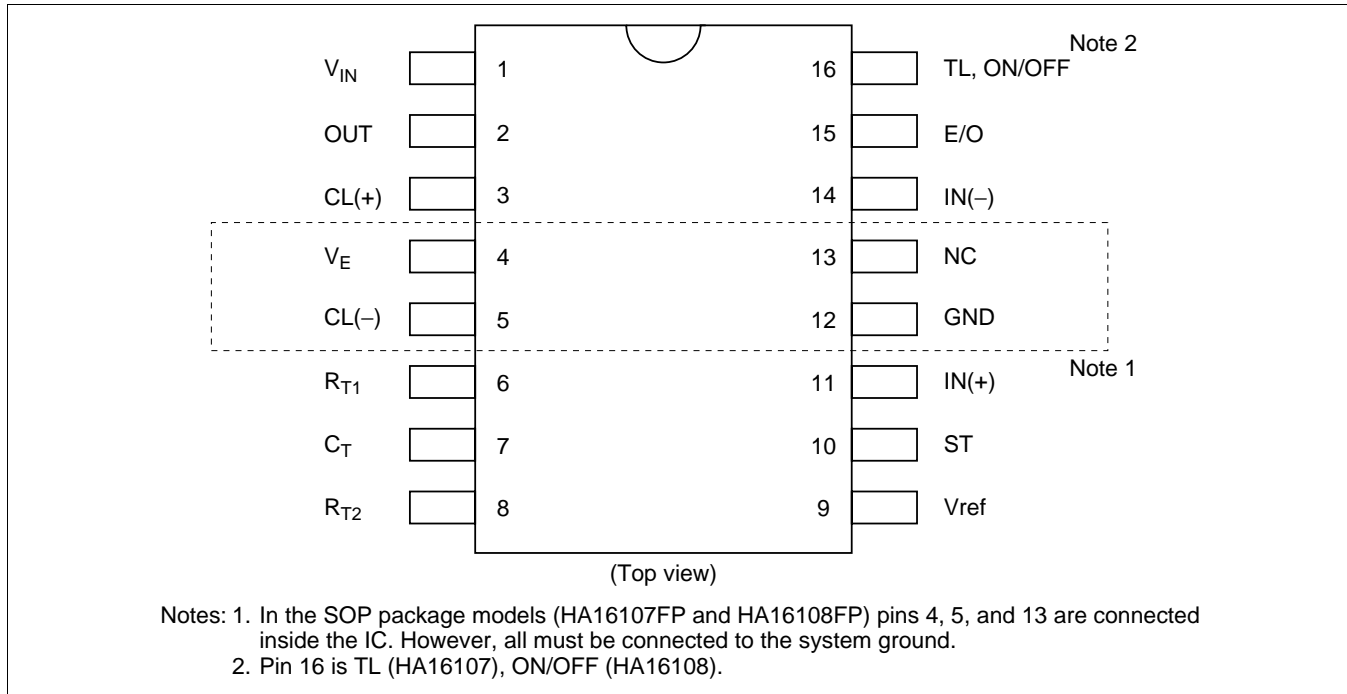 Note 2
V_IN 1 16 TL, ON/OFF
OUT 2 15 E/O
CL(+) 3 14 IN(−)
V_E 4 13 NC
CL(−) 5 12 GND
Note 1
R_T1 6 11 IN(+)
C_T 7 10 ST
R_T2 8 9 Vref
(Top view)
Notes: 1. In the SOP package models (HA16107FP and HA16108FP) pins 4, 5, and 13 are connected
inside the IC. However, all must be connected to the system ground.
2. Pin 16 is TL (HA16107), ON/OFF (HA16108).